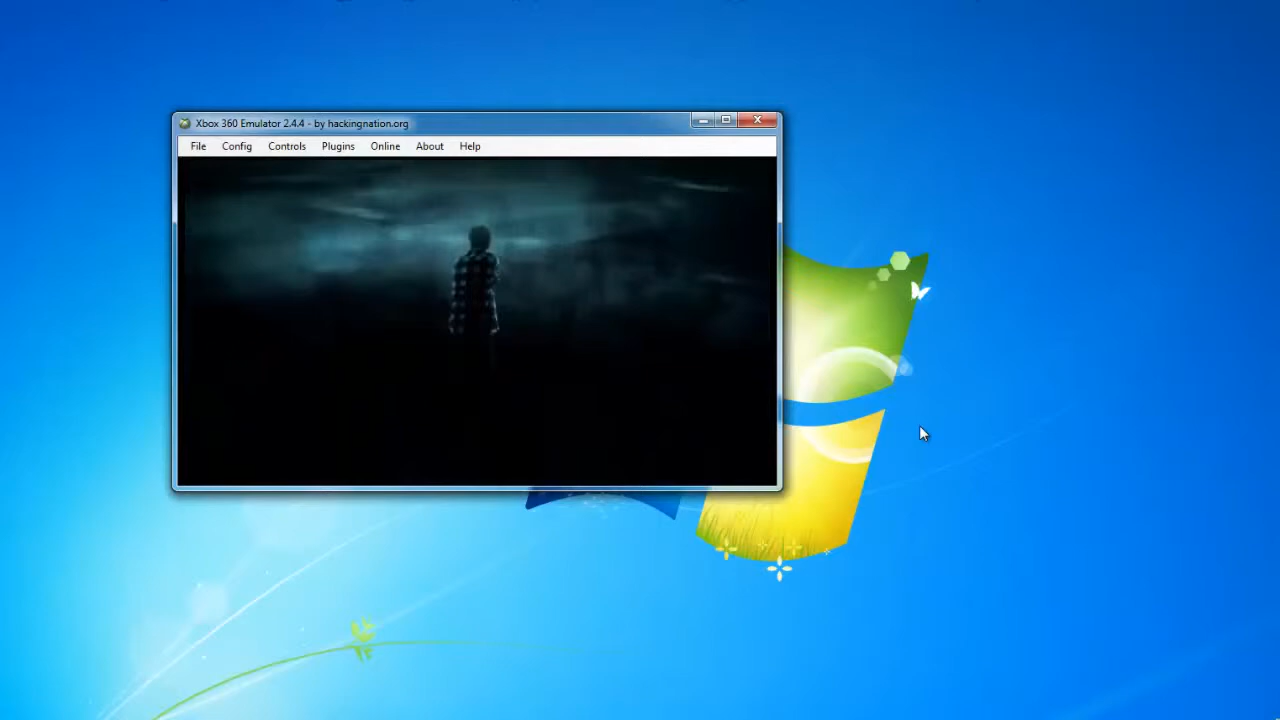 Xbox 360 Emulator 2.4.4 - by hackingnation.org
File Config Controls Plugins Online About Help